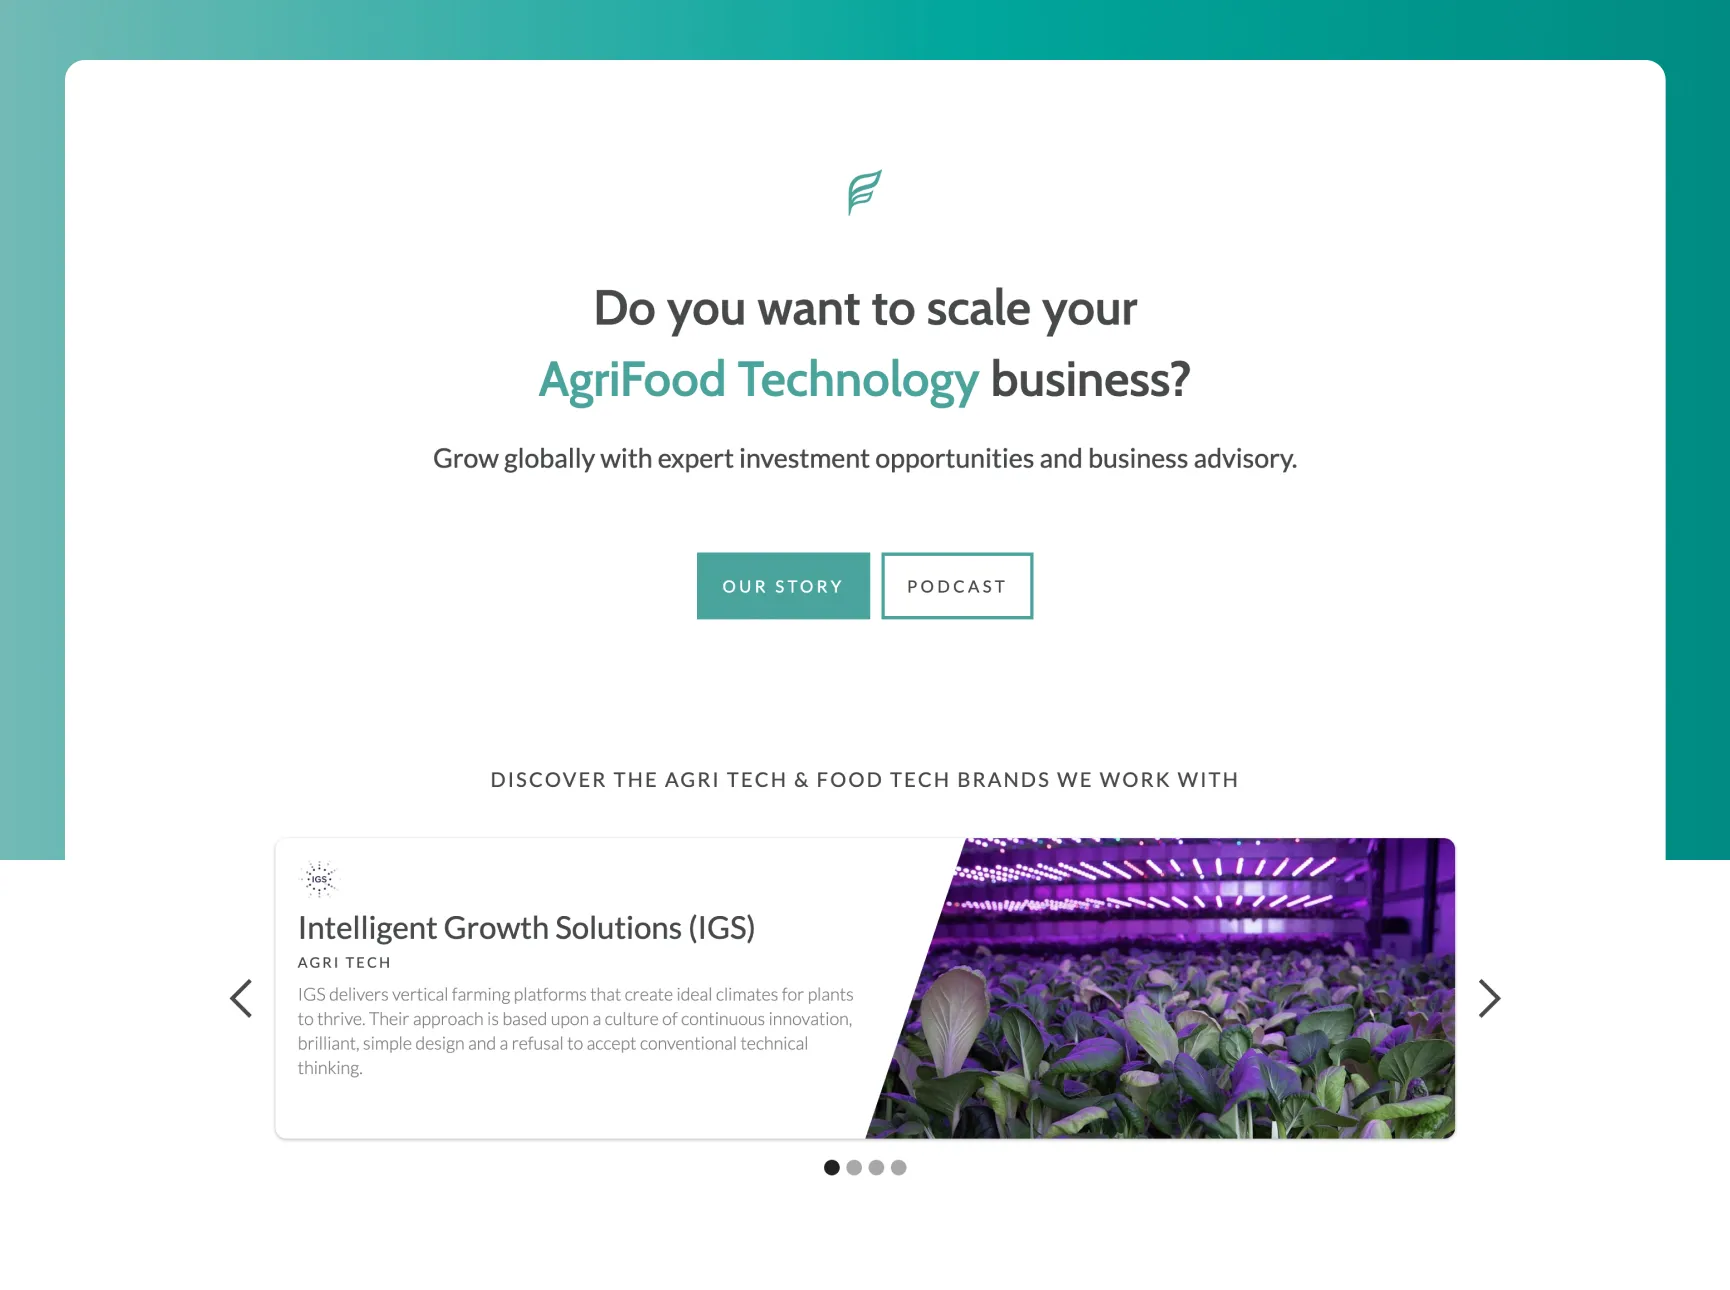 Do you want to scale your
AgriFood Technology business?
Grow globally with expert investment opportunities and business advisory.
OUR STORY
PODCAST
DISCOVER THE AGRI TECH & FOOD TECH BRANDS WE WORK WITH
IGS
Intelligent Growth Solutions (IGS)
AGRI TECH
IGS delivers vertical farming platforms that create ideal climates for plants
to thrive. Their approach is based upon a culture of continuous innovation,
brilliant, simple design and a refusal to accept conventional technical
thinking.